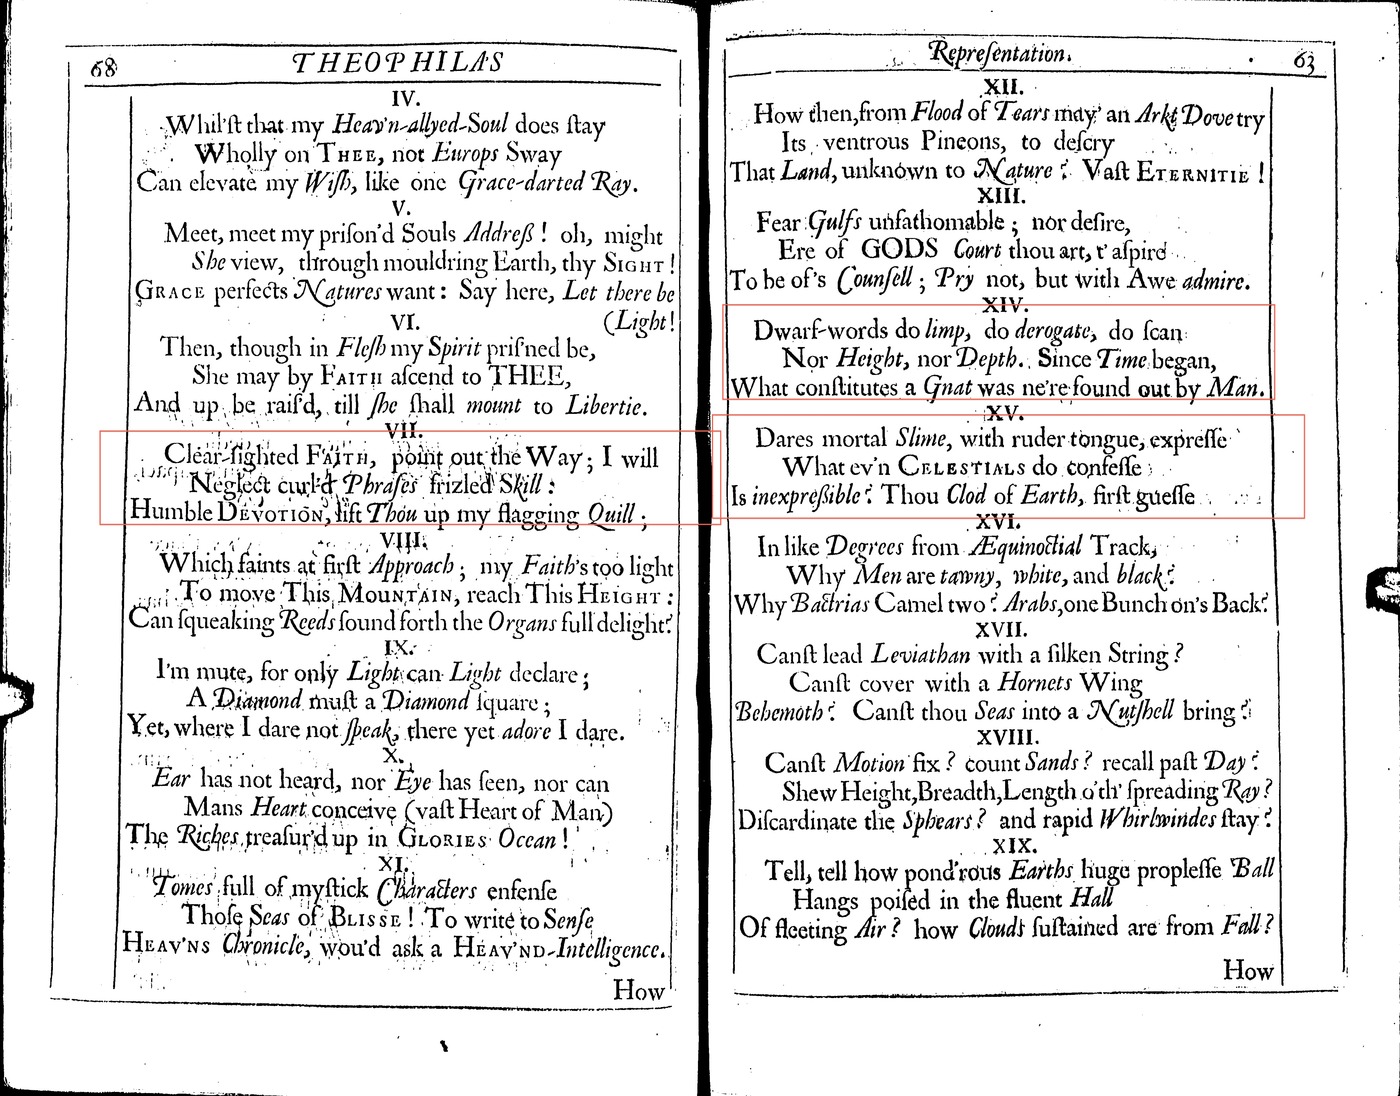 68 THEOPHILA'S
IV.
Whil'ſt that my Heav'n-allyed-Soul does ſtay
Wholly on THEE, not Europs Sway
Can elevate my Wiſh, like one Grace-darted Ray.
V.
Meet, meet my priſon'd Souls Addreß! oh, might
She view, through mouldring Earth, thy SIGHT!
GRACE perfects Natures want: Say here, Let there be
(Light!
VI.
Then, though in Fleſh my Spirit priſ'ned be,
She may by FAITH aſcend to THEE,
And up be raiſ'd, till ſhe ſhall mount to Libertie.
VII.
Clear-ſighted FAITH, point out the Way; I will
Neglect curl'd Phraſes frizled Skill:
Humble DEVOTION, lift Thou up my flagging Quill;
VIII.
Which faints at firſt Approach; my Faith's too light
To move This MOUNTAIN, reach This HEIGHT:
Can ſqueaking Reeds ſound forth the Organs full delight?
IX.
I'm mute, for only Light can Light declare;
A Diamond muſt a Diamond ſquare;
Yet, where I dare not ſpeak, there yet adore I dare.
X.
Ear has not heard, nor Eye has ſeen, nor can
Mans Heart conceive (vaſt Heart of Man)
The Riches treaſur'd up in GLORIES Ocean!
XI.
Tomes full of myſtick Characters enſenſe
Thoſe Seas of BLISSE! To write to Senſe
HEAV'NS Chronicle, wou'd ask a HEAV'ND-Intelligence.
How
Repreſentation. 63
XII.
How then, from Flood of Tears may an Arks Dove try
Its ventrous Pineons, to deſcry
That Land, unknown to Nature? Vaſt ETERNITIE!
XIII.
Fear Gulfs unfathomable; nor deſire,
Ere of GODS Court thou art, t'aſpire
To be of's Counſell; Pry not, but with Awe admire.
XIV.
Dwarf-words do limp, do derogate, do ſcan
Nor Height, nor Depth. Since Time began,
What conſtitutes a Gnat was ne're found out by Man.
XV.
Dares mortal Slime, with ruder tongue, expreſſe
What ev'n CELESTIALS do confeſſe
Is inexpreßible? Thou Clod of Earth, firſt gueſſe
XVI.
In like Degrees from Æquinoctial Track,
Why Men are tawny, white, and black?
Why Bactrias Camel two? Arabs, one Bunch on's Back?
XVII.
Canſt lead Leviathan with a ſilken String?
Canſt cover with a Hornets Wing
Behemoth? Canſt thou Seas into a Nutſhell bring?
XVIII.
Canſt Motion fix? count Sands? recall paſt Day?
Shew Height, Breadth, Length o'th' ſpreading Ray?
Diſcardinate the Sphears? and rapid Whirlwindes ſtay?
XIX.
Tell, tell how pond'rous Earths huge propleſſe Ball
Hangs poiſed in the fluent Hall
Of fleeting Air? how Clouds ſuſtained are from Fall?
How